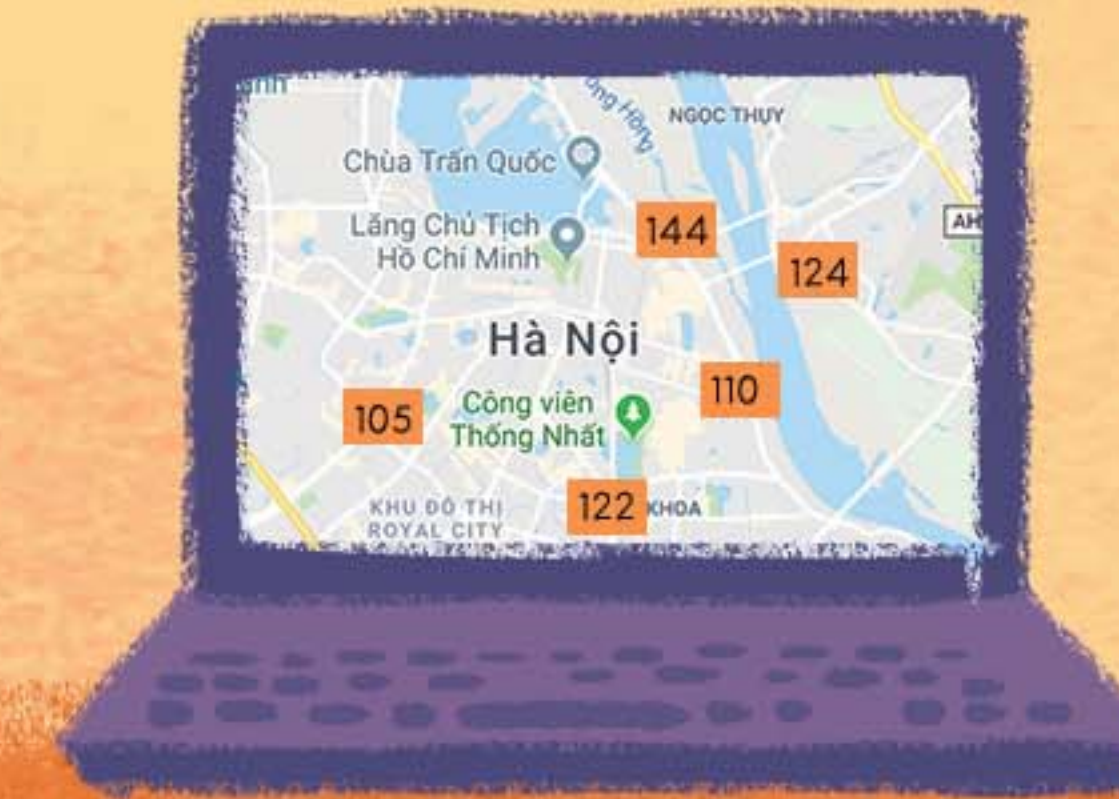 NGỌC THỤY
Chùa Trấn Quốc
144
Lăng Chủ Tịch
Hồ Chí Minh
AH
124
Hà Nội
110
105
Công viên
Thống Nhất
KHU ĐÔ THỊ
ROYAL CITY
122
KHOA